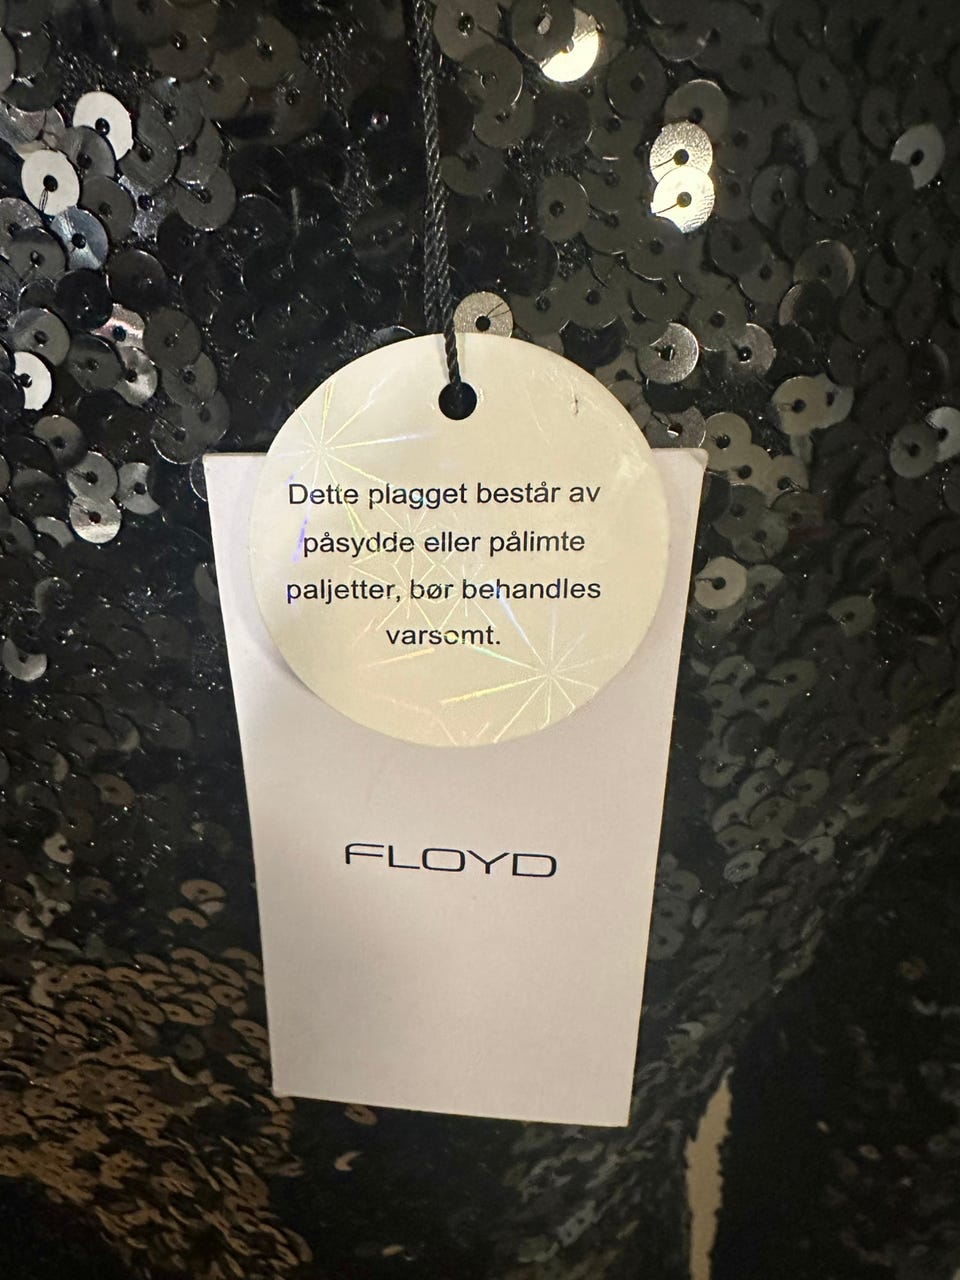 Dette plagget består av
påsydde eller pålimte
paljetter, bør behandles
varsomt.
FLOYD